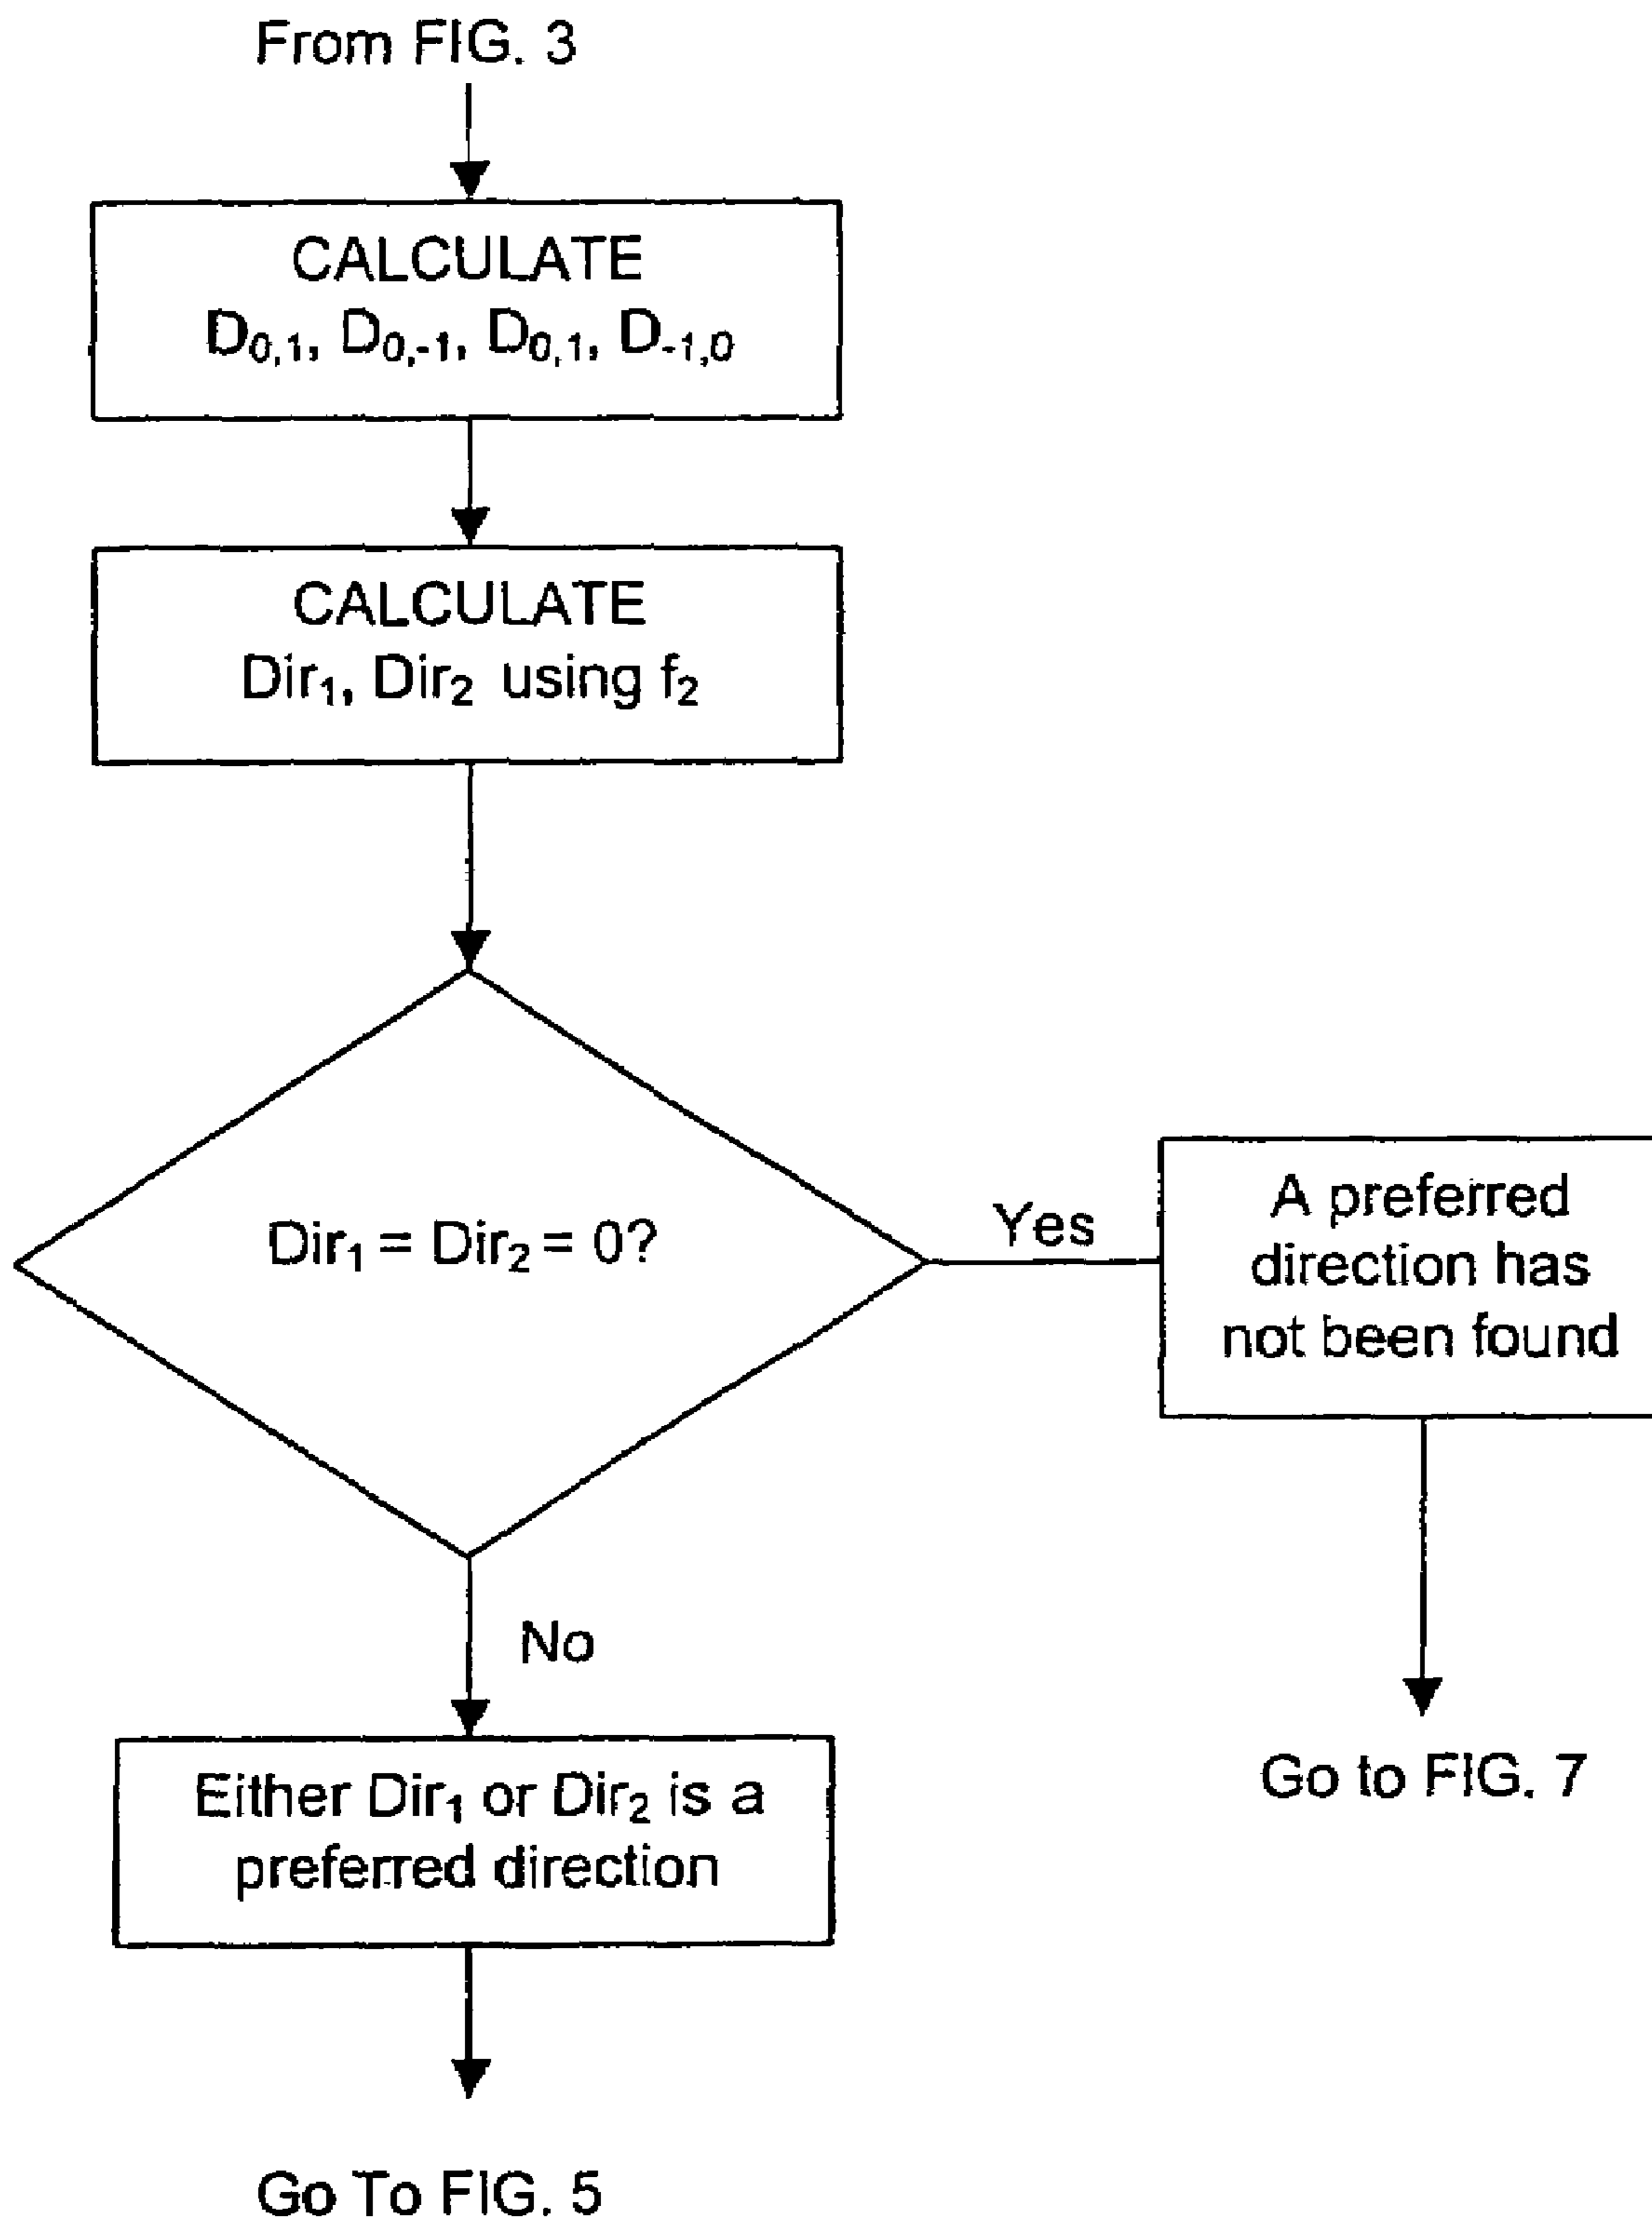 From FIG. 3
CALCULATE
D₀,₁, D₀,₋₁, D₀,₁, D₋₁,₀
CALCULATE
Dir₁, Dir₂ using f₂
Dir₁ = Dir₂ = 0?
Yes
A preferred
direction has
not been found
No
Either Dir₁ or Dir₂ is a
preferred direction
Go to FIG. 7
Go To FIG. 5